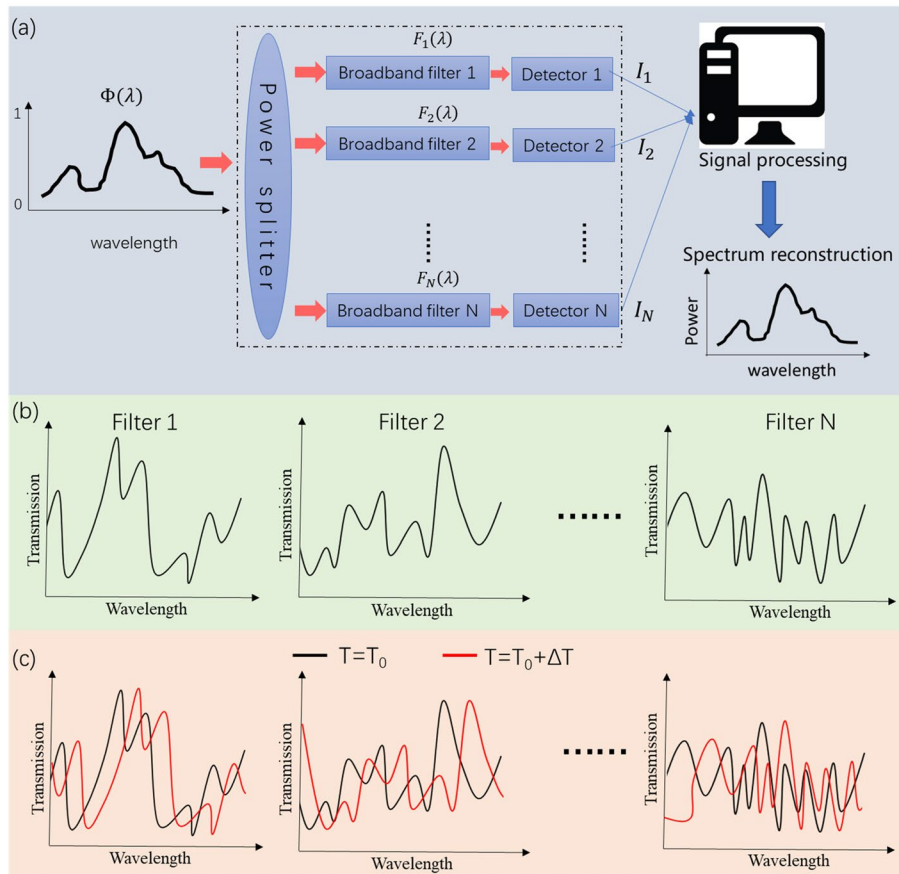 (a)
Φ(λ)
1
0
wavelength
Power splitter
F₁(λ)
Broadband filter 1
Detector 1
I₁
F₂(λ)
Broadband filter 2
Detector 2
I₂
......
......
F_N(λ)
Broadband filter N
Detector N
I_N
Signal processing
Spectrum reconstruction
Power
wavelength
(b)
Filter 1
Filter 2
Filter N
Transmission
Wavelength
Transmission
Wavelength
......
Transmission
Wavelength
(c)
T=T₀
T=T₀+ΔT
Transmission
Wavelength
Transmission
Wavelength
......
Transmission
Wavelength